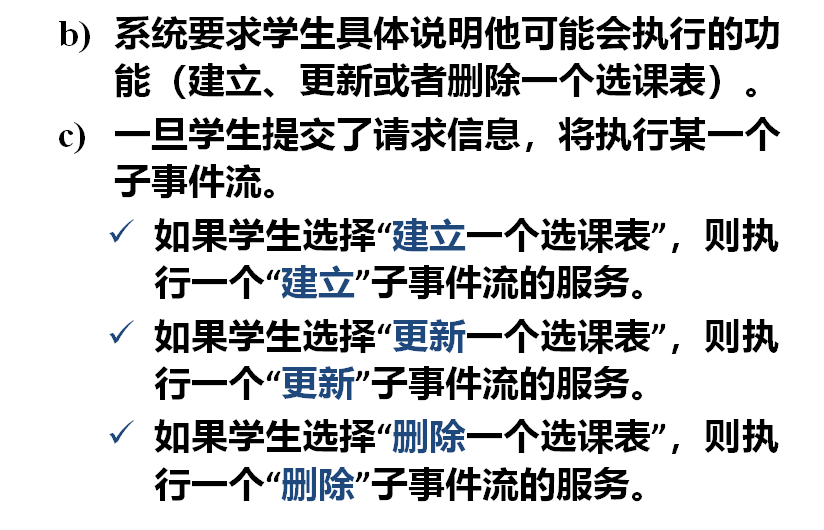 b) 系统要求学生具体说明他可能会执行的功
能（建立、更新或者删除一个选课表）。
c) 一旦学生提交了请求信息，将执行某一个
子事件流。
✓ 如果学生选择“建立一个选课表”，则执
行一个“建立”子事件流的服务。
✓ 如果学生选择“更新一个选课表”，则执
行一个“更新”子事件流的服务。
✓ 如果学生选择“删除一个选课表”，则执
行一个“删除”子事件流的服务。